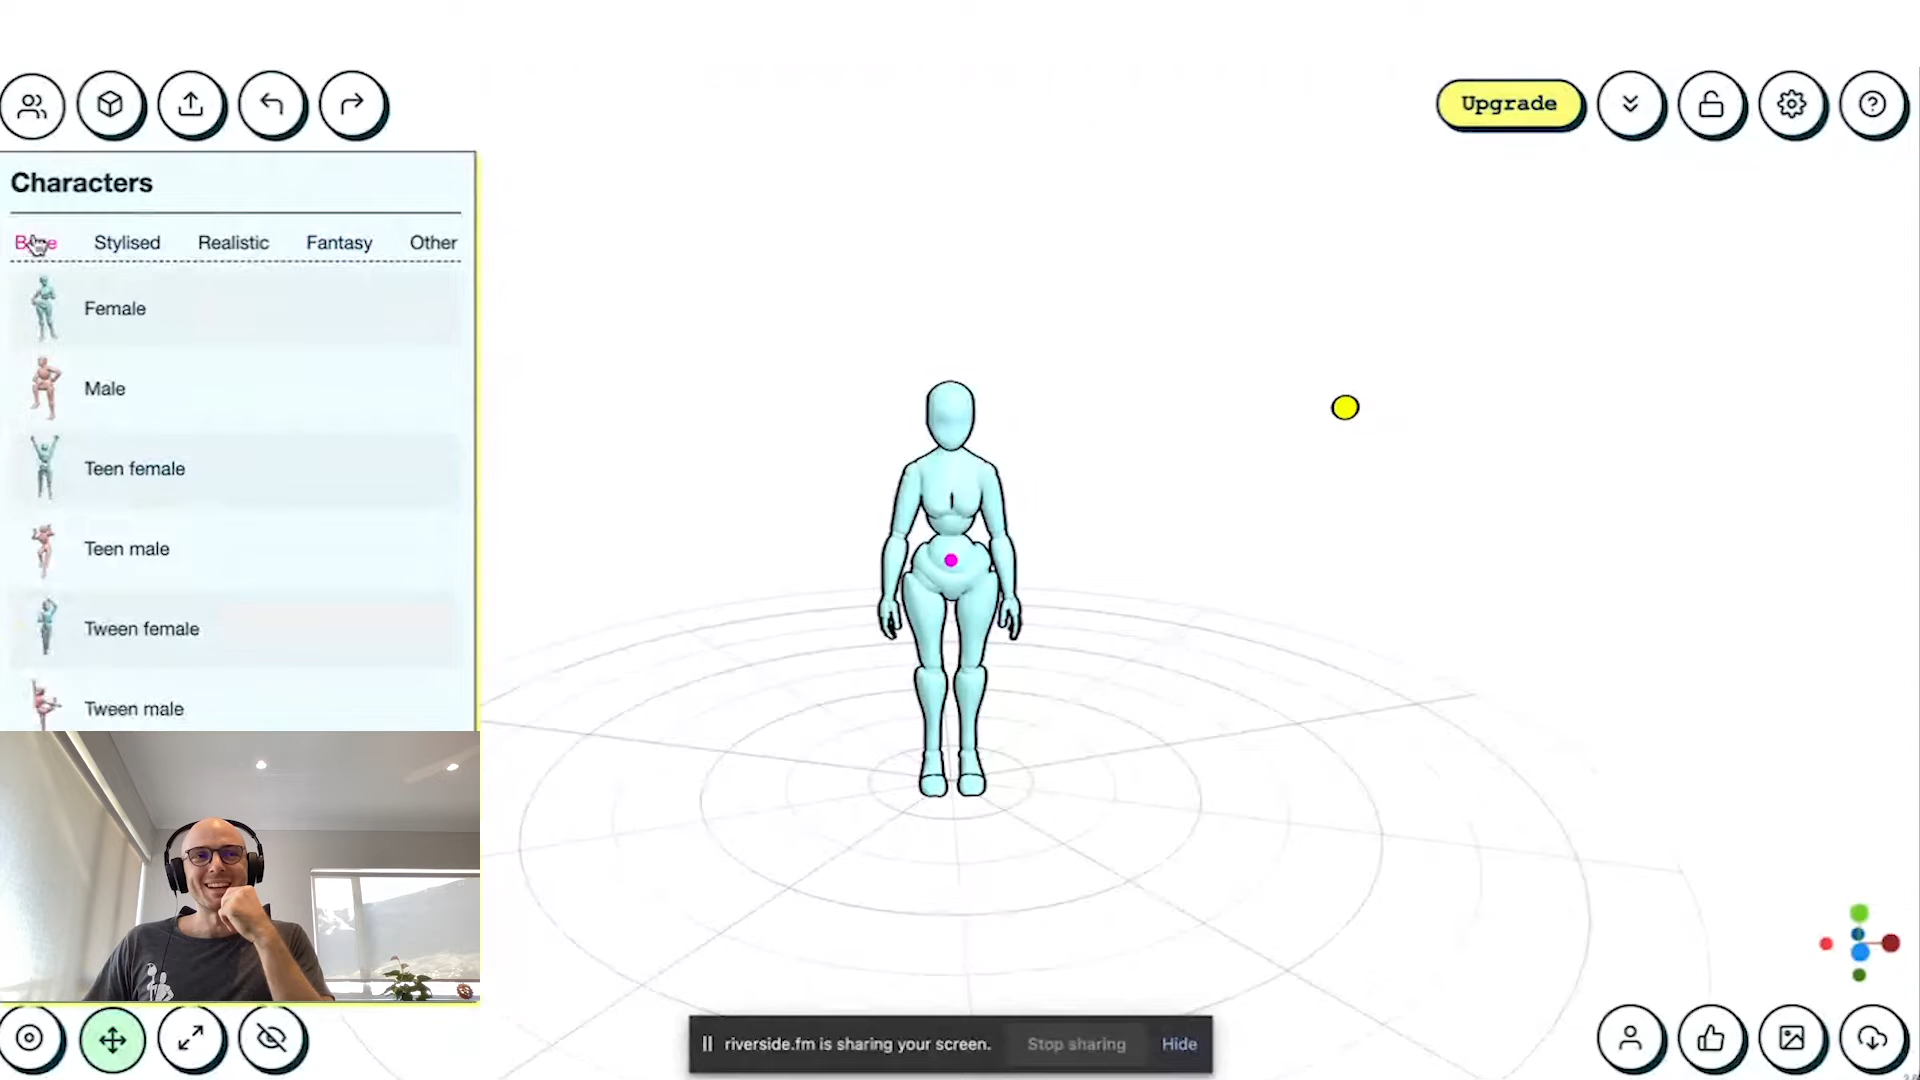 Upgrade
Characters
Stylised Realistic Fantasy Other
Female
Male
Teen female
Teen male
Tween female
Tween male
riverside.fm is sharing your screen. Stop sharing Hide